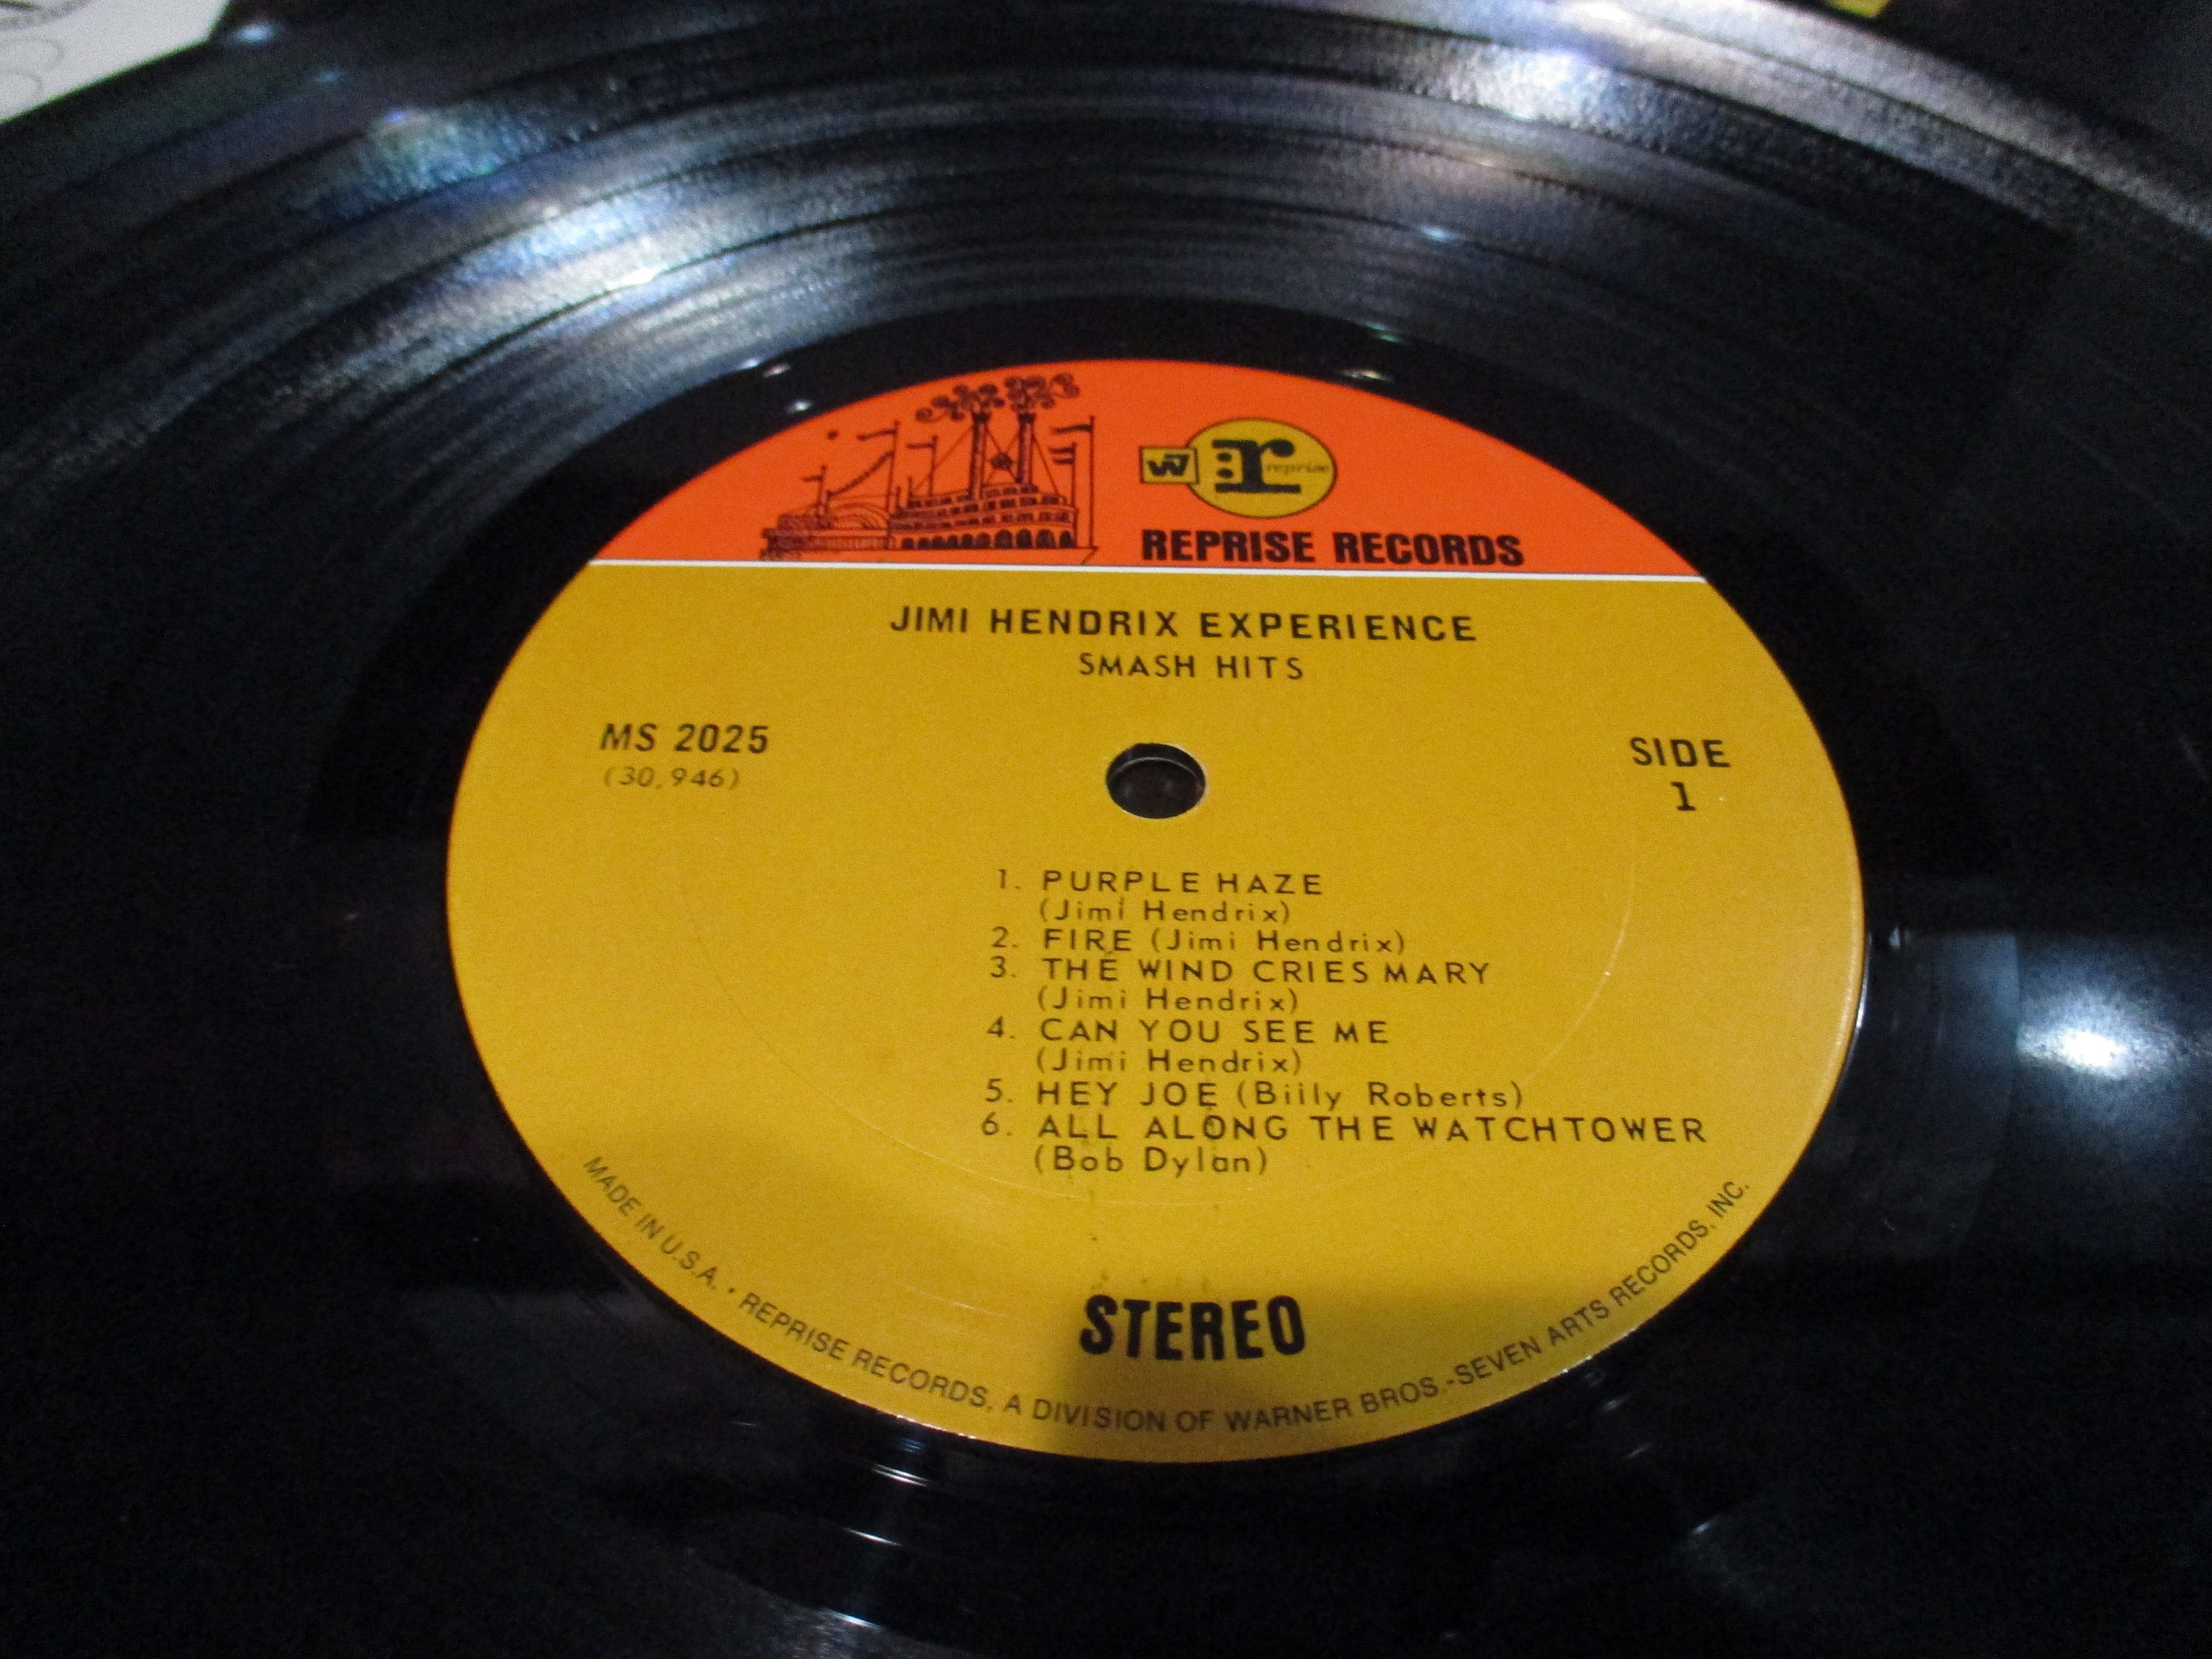 W7 r: reprise
REPRISE RECORDS
JIMI HENDRIX EXPERIENCE
SMASH HITS
MS 2025
(30,946)
SIDE
1
1. PURPLE HAZE
(Jimi Hendrix)
2. FIRE (Jimi Hendrix)
3. THE WIND CRIES MARY
(Jimi Hendrix)
4. CAN YOU SEE ME
(Jimi Hendrix)
5. HEY JOE (Billy Roberts)
6. ALL ALONG THE WATCHTOWER
(Bob Dylan)
STEREO
MADE IN U.S.A. • REPRISE RECORDS, A DIVISION OF WARNER BROS.-SEVEN ARTS RECORDS, INC.